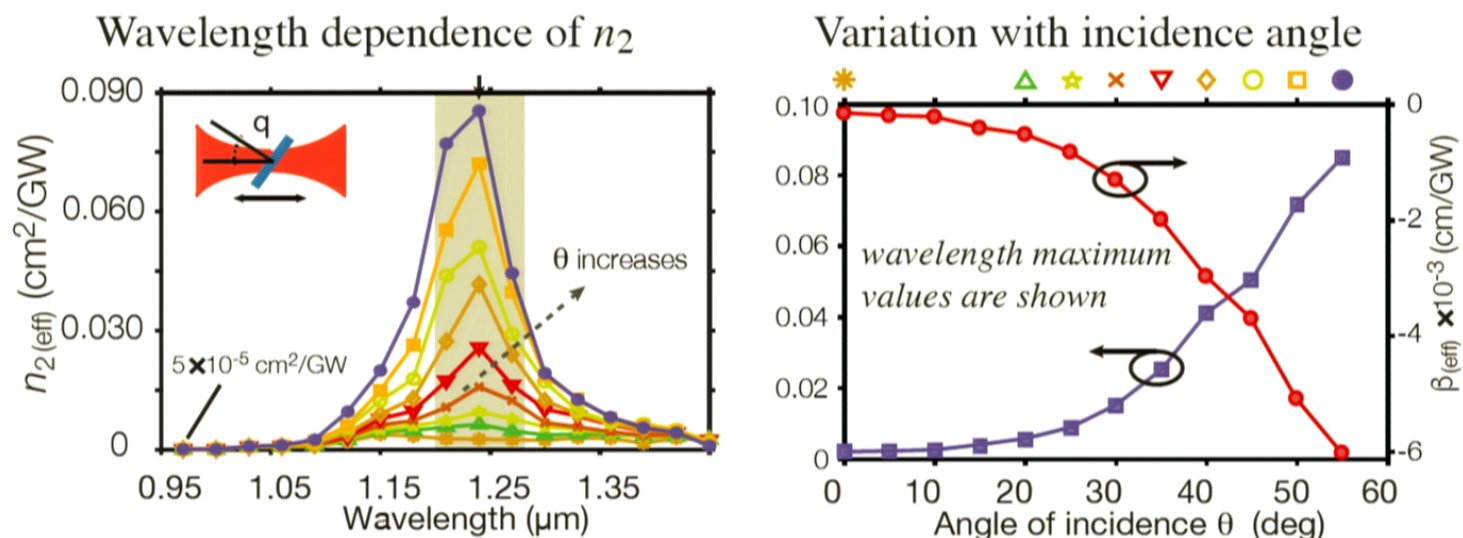 Wavelength dependence of n2
0.090
0.060
0.030
0
n2(eff) (cm²/GW)
q
θ increases
5×10⁻⁵ cm²/GW
0.95 1.05 1.15 1.25 1.35
Wavelength (µm)
Variation with incidence angle
0.10
0.08
0.06
0.04
0.02
0
wavelength maximum
values are shown
0
-2
-4
-6
β(eff) ×10⁻³ (cm/GW)
0 10 20 30 40 50 60
Angle of incidence θ (deg)